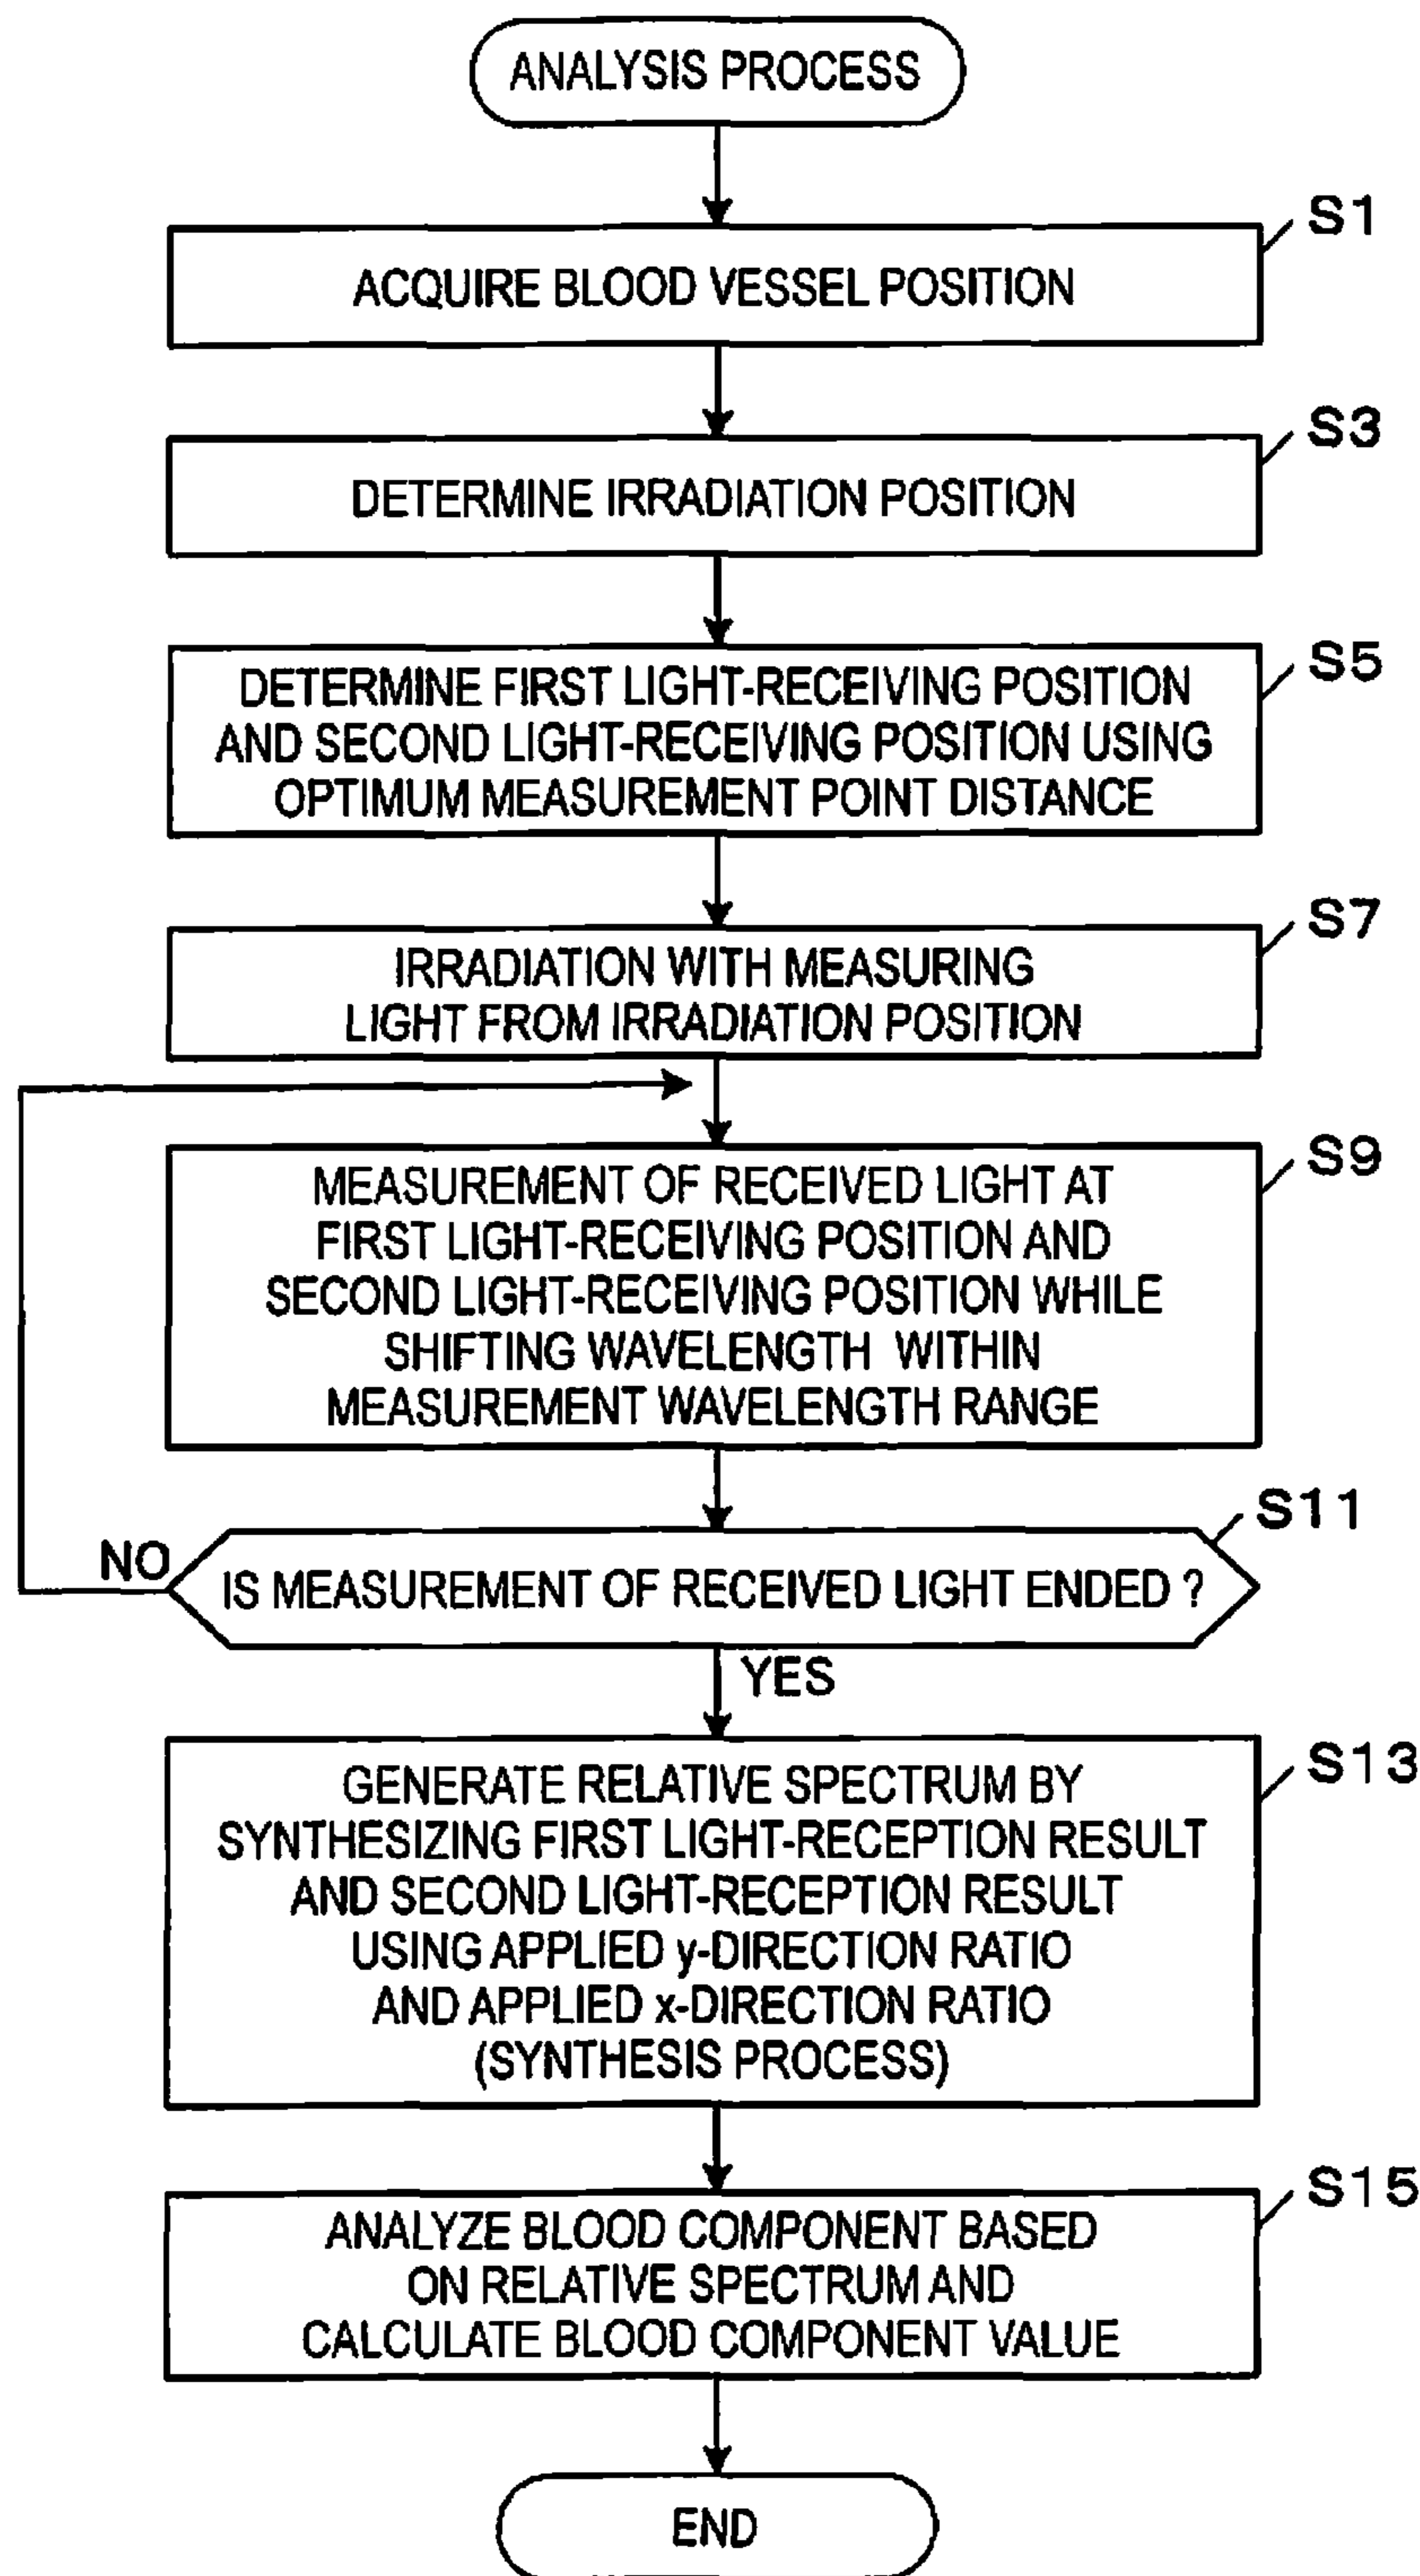 ANALYSIS PROCESS
S1
ACQUIRE BLOOD VESSEL POSITION
S3
DETERMINE IRRADIATION POSITION
S5
DETERMINE FIRST LIGHT-RECEIVING POSITION
AND SECOND LIGHT-RECEIVING POSITION USING
OPTIMUM MEASUREMENT POINT DISTANCE
S7
IRRADIATION WITH MEASURING
LIGHT FROM IRRADIATION POSITION
S9
MEASUREMENT OF RECEIVED LIGHT AT
FIRST LIGHT-RECEIVING POSITION AND
SECOND LIGHT-RECEIVING POSITION WHILE
SHIFTING WAVELENGTH WITHIN
MEASUREMENT WAVELENGTH RANGE
S11
NO
IS MEASUREMENT OF RECEIVED LIGHT ENDED ?
YES
S13
GENERATE RELATIVE SPECTRUM BY
SYNTHESIZING FIRST LIGHT-RECEPTION RESULT
AND SECOND LIGHT-RECEPTION RESULT
USING APPLIED y-DIRECTION RATIO
AND APPLIED x-DIRECTION RATIO
(SYNTHESIS PROCESS)
S15
ANALYZE BLOOD COMPONENT BASED
ON RELATIVE SPECTRUM AND
CALCULATE BLOOD COMPONENT VALUE
END